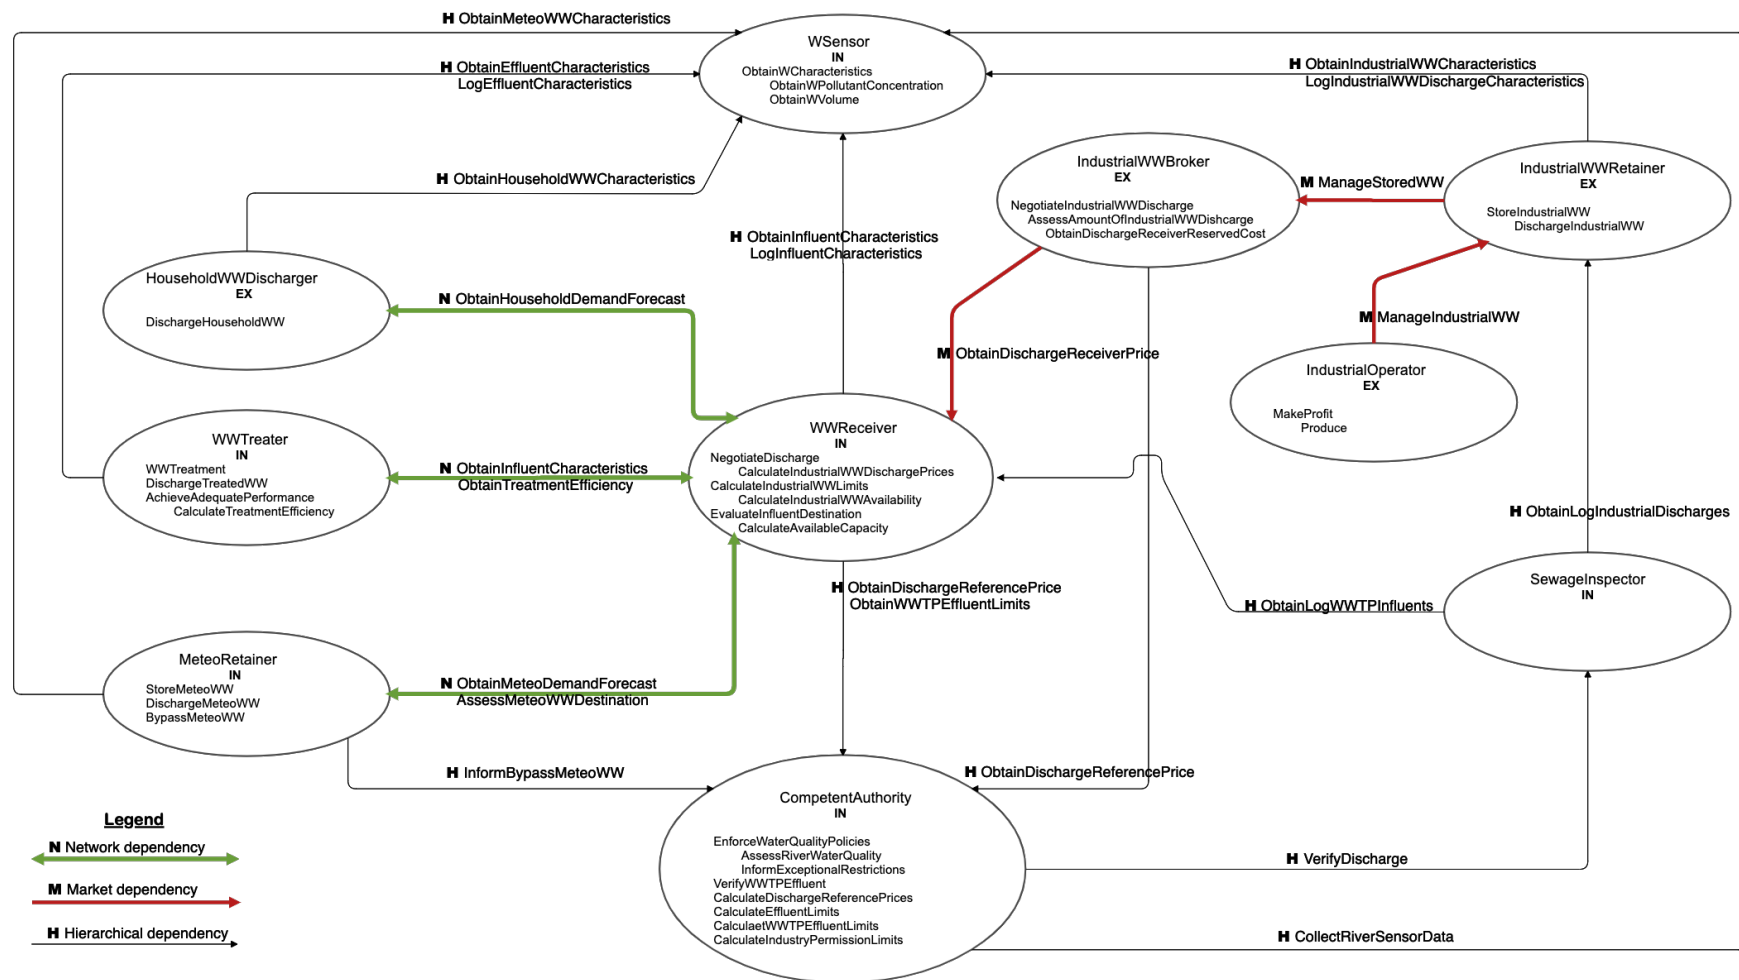 H ObtainMeteoWWCharacteristics
WSensor
IN
ObtainWCharacteristics
ObtainWPollutantConcentration
ObtainWVolume
H ObtainEffluentCharacteristics
LogEffluentCharacteristics
H ObtainIndustrialWWCharacteristics
LogIndustrialWWDischargeCharacteristics
H ObtainHouseholdWWCharacteristics
IndustrialWWBroker
EX
NegotiateIndustrialWWDischarge
AssessAmountOfIndustrialWWDishcarge
ObtainDischargeReceiverReservedCost
M ManageStoredWW
IndustrialWWRetainer
EX
StoreIndustrialWW
DischargeIndustrialWW
H ObtainInfluentCharacteristics
LogInfluentCharacteristics
HouseholdWWDischarger
EX
DischargeHouseholdWW
N ObtainHouseholdDemandForecast
M ObtainDischargeReceiverPrice
M ManageIndustrialWW
IndustrialOperator
EX
MakeProfit
Produce
WWTreater
IN
WWTreatment
DischargeTreatedWW
AchieveAdequatePerformance
CalculateTreatmentEfficiency
N ObtainInfluentCharacteristics
ObtainTreatmentEfficiency
WWReceiver
IN
NegotiateDischarge
CalculateIndustrialWWDischargePrices
CalculateIndustrialWWLimits
CalculateIndustrialWWAvailability
EvaluateInfluentDestination
CalculateAvailableCapacity
H ObtainLogIndustrialDischarges
SewageInspector
IN
H ObtainLogWWTPInfluents
H ObtainDischargeReferencePrice
ObtainWWTPEffluentLimits
MeteoRetainer
IN
StoreMeteoWW
DischargeMeteoWW
BypassMeteoWW
N ObtainMeteoDemandForecast
AssessMeteoWWDestination
H InformBypassMeteoWW
H ObtainDischargeReferencePrice
CompetentAuthority
IN
EnforceWaterQualityPolicies
AssessRiverWaterQuality
InformExceptionalRestrictions
VerifyWWTPEffluent
CalculateDischargeReferencePrices
CalculateEffluentLimits
CalculaetWWTPEffluentLimits
CalculateIndustryPermissionLimits
H VerifyDischarge
H CollectRiverSensorData
Legend
N Network dependency
M Market dependency
H Hierarchical dependency